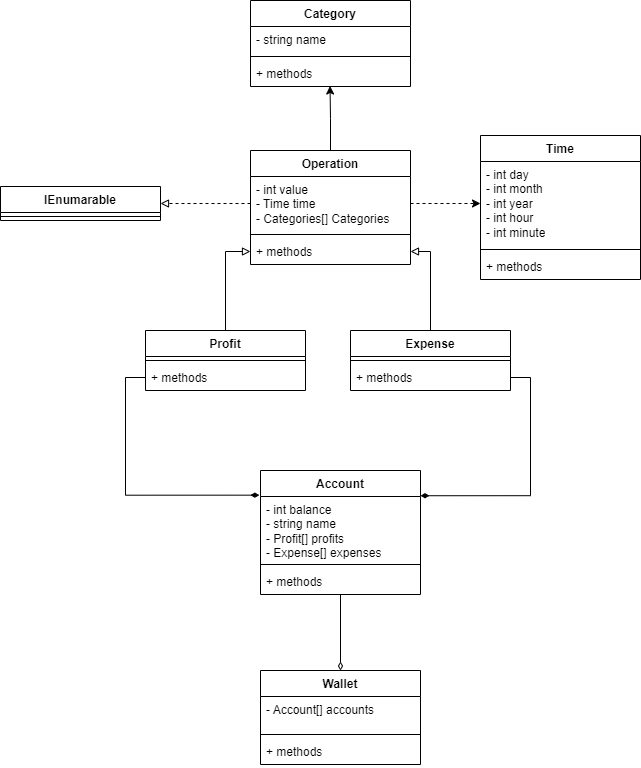 Category
- string name
+ methods
Operation
- int value
- Time time
- Categories[] Categories
+ methods
IEnumarable
Time
- int day
- int month
- int year
- int hour
- int minute
+ methods
Profit
+ methods
Expense
+ methods
Account
- int balance
- string name
- Profit[] profits
- Expense[] expenses
+ methods
Wallet
- Account[] accounts
+ methods